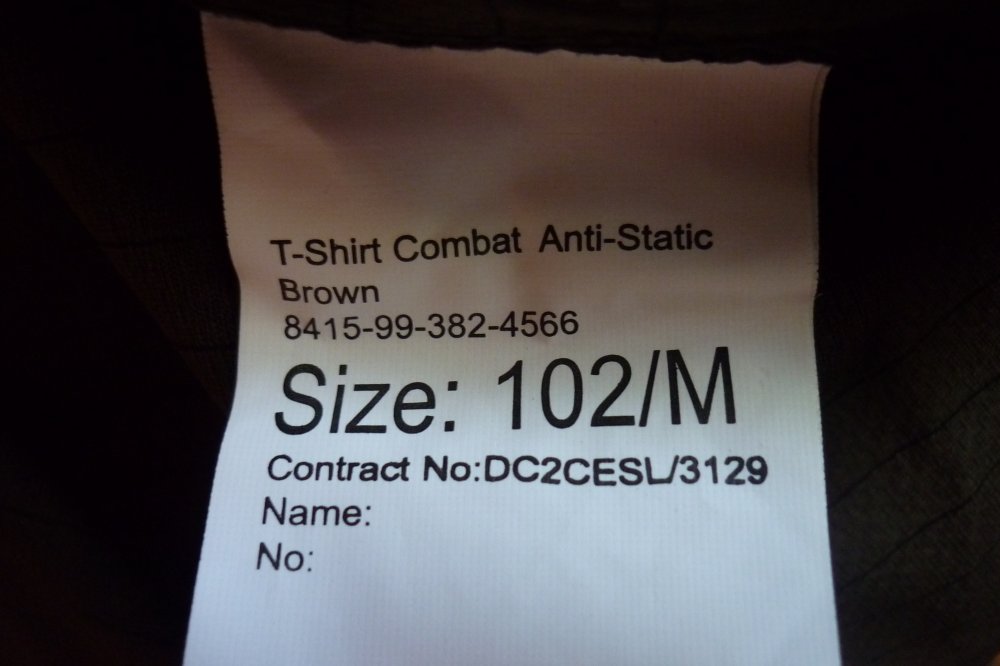 T-Shirt Combat Anti-Static
Brown
8415-99-382-4566
Size: 102/M
Contract No:DC2CESL/3129
Name:
No: